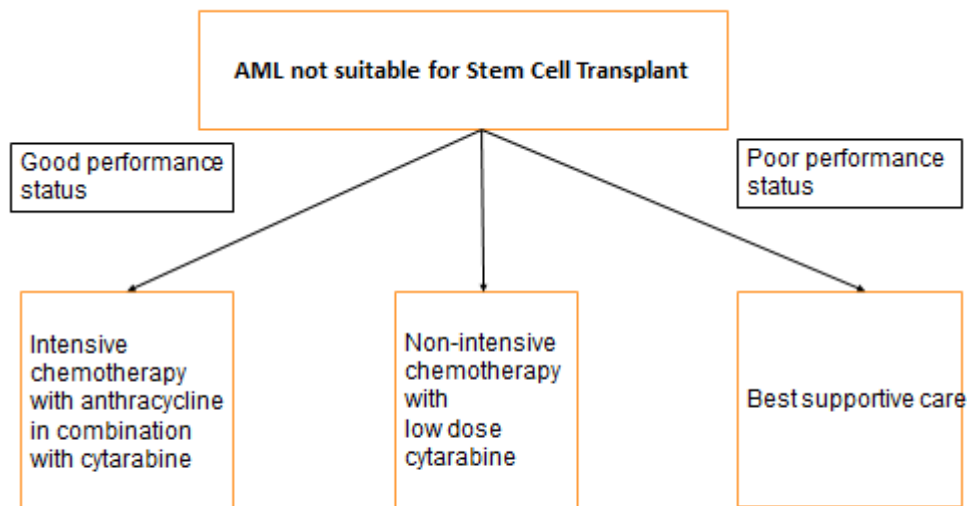 AML not suitable for Stem Cell Transplant
Good performance
status
Poor performance
status
Intensive
chemotherapy
with anthracycline
in combination
with cytarabine
Non-intensive
chemotherapy
with
low dose
cytarabine
Best supportive care